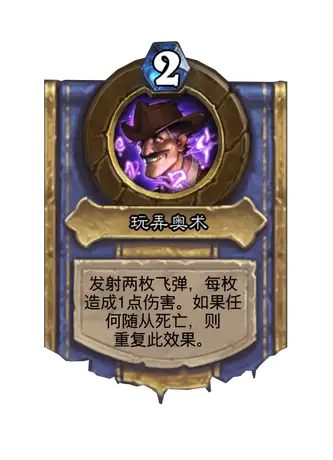 2
玩弄奥术
发射两枚飞弹，每枚
造成1点伤害。如果任
何随从死亡，则
重复此效果。